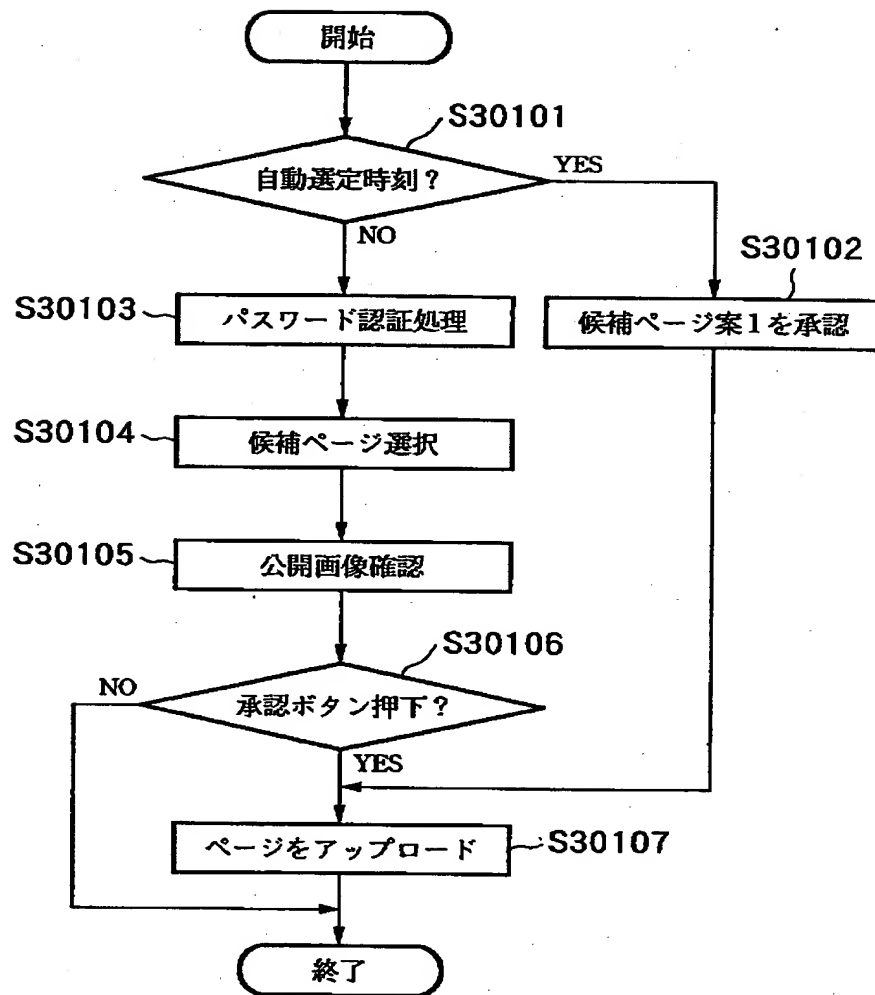 開始
S30101
自動選定時刻？
YES
NO
S30102
候補ページ案１を承認
S30103
パスワード認証処理
S30104
候補ページ選択
S30105
公開画像確認
S30106
承認ボタン押下？
NO
YES
ページをアップロード
S30107
終了